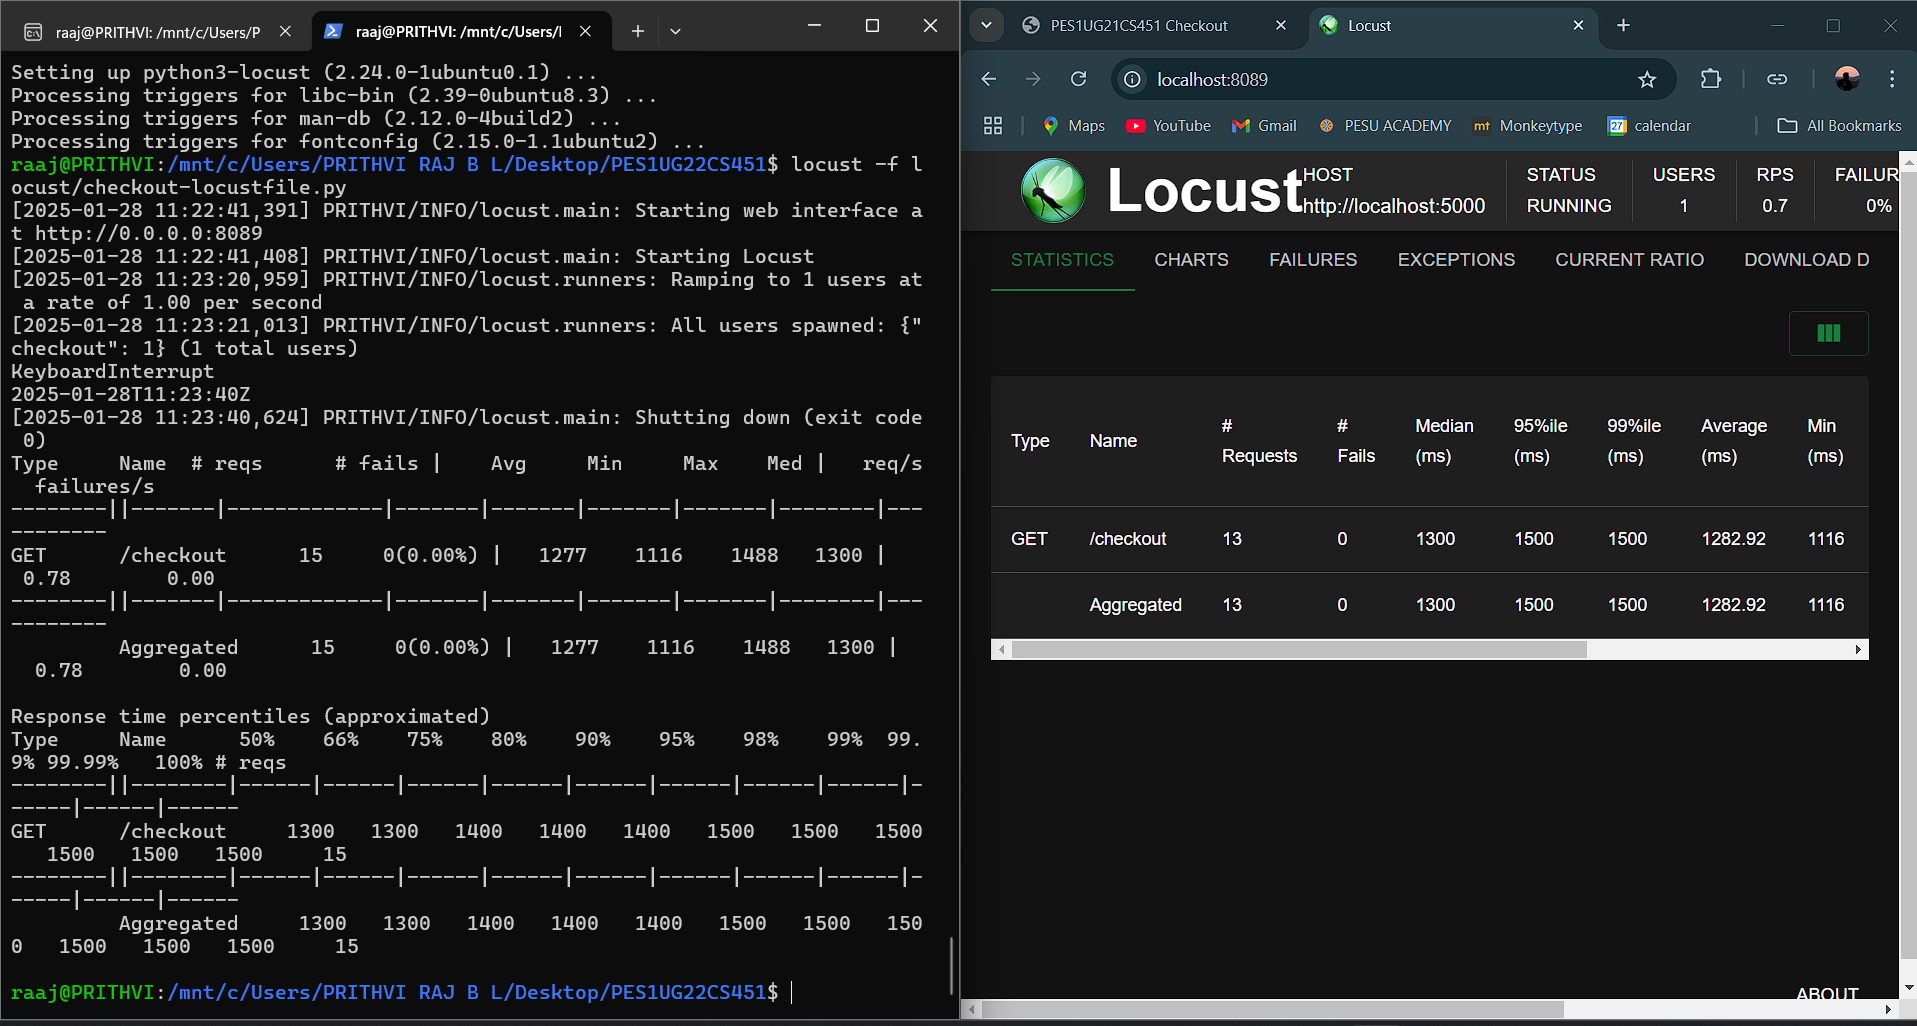 raaj@PRITHVI: /mnt/c/Users/P
raaj@PRITHVI: /mnt/c/Users/
Setting up python3-locust (2.24.0-1ubuntu0.1) ...
Processing triggers for libc-bin (2.39-0ubuntu8.3) ...
Processing triggers for man-db (2.12.0-4build2) ...
Processing triggers for fontconfig (2.15.0-1.1ubuntu2) ...
raaj@PRITHVI:/mnt/c/Users/PRITHVI RAJ B L/Desktop/PES1UG22CS451$ locust -f l
ocust/checkout-locustfile.py
[2025-01-28 11:22:41,391] PRITHVI/INFO/locust.main: Starting web interface a
t http://0.0.0.0:8089
[2025-01-28 11:22:41,408] PRITHVI/INFO/locust.main: Starting Locust
[2025-01-28 11:23:20,959] PRITHVI/INFO/locust.runners: Ramping to 1 users at
 a rate of 1.00 per second
[2025-01-28 11:23:21,013] PRITHVI/INFO/locust.runners: All users spawned: {"
checkout": 1} (1 total users)
KeyboardInterrupt
2025-01-28T11:23:40Z
[2025-01-28 11:23:40,624] PRITHVI/INFO/locust.main: Shutting down (exit code
 0)
Type     Name  # reqs      # fails |    Avg     Min     Max    Med |   req/s
  failures/s
--------||-------|-------------|-------|-------|-------|-------|--------|---
--------
GET      /checkout      15     0(0.00%) |   1277    1116    1488   1300 |
 0.78        0.00
--------||-------|-------------|-------|-------|-------|-------|--------|---
--------
         Aggregated      15     0(0.00%) |   1277    1116    1488   1300 |
  0.78        0.00
Response time percentiles (approximated)
Type     Name      50%    66%    75%    80%    90%    95%    98%    99%  99.
9% 99.99%   100% # reqs
--------||--------|------|------|------|------|------|------|------|------|-
-----|------|------
GET      /checkout     1300   1300   1400   1400   1400   1500   1500   1500
   1500   1500   1500     15
--------||--------|------|------|------|------|------|------|------|------|-
-----|------|------
         Aggregated     1300   1300   1400   1400   1400   1500   1500   150
0   1500   1500   1500     15
raaj@PRITHVI:/mnt/c/Users/PRITHVI RAJ B L/Desktop/PES1UG22CS451$
PES1UG21CS451 Checkout
Locust
localhost:8089
Maps YouTube Gmail PESU ACADEMY mt Monkeytype 27 calendar All Bookmarks
Locust
HOST STATUS USERS RPS FAILUR
http://localhost:5000 RUNNING 1 0.7 0%
STATISTICS CHARTS FAILURES EXCEPTIONS CURRENT RATIO DOWNLOAD D
Type Name # Requests # Fails Median (ms) 95%ile (ms) 99%ile (ms) Average (ms) Min (ms)
GET /checkout 13 0 1300 1500 1500 1282.92 1116
Aggregated 13 0 1300 1500 1500 1282.92 1116
ABOUT